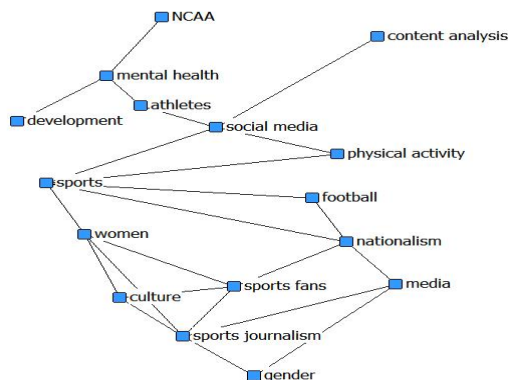 NCAA
content analysis
mental health
athletes
development
social media
physical activity
sports
football
women
nationalism
sports fans
media
culture
sports journalism
gender